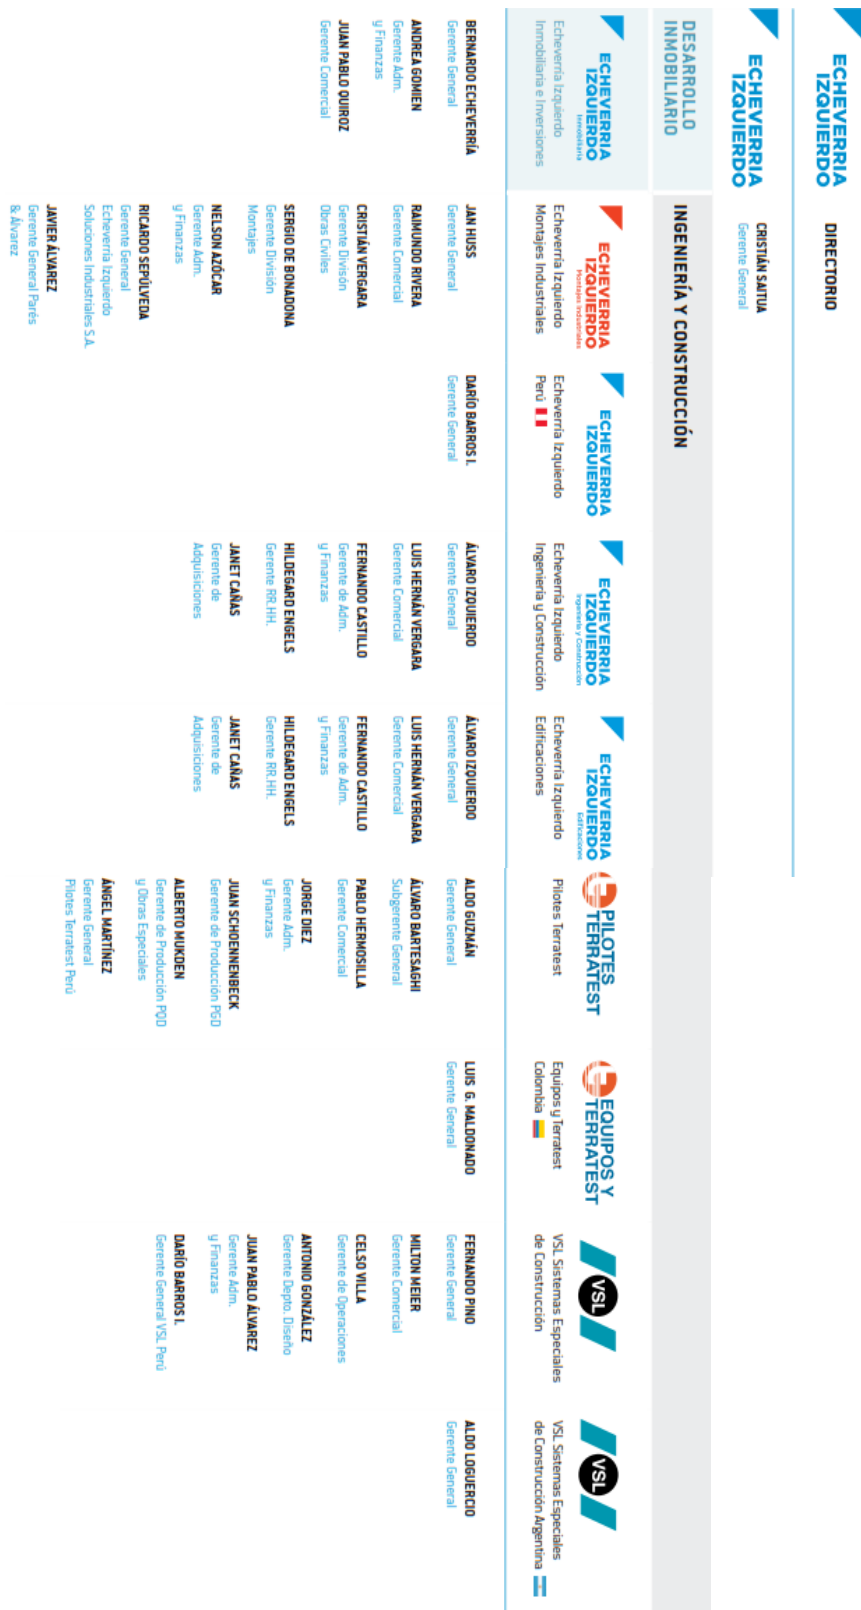 ECHEVERRIA
IZQUIERDO
DIRECTORIO
ECHEVERRIA
IZQUIERDO
CRISTIÁN SAITUA
Gerente General
DESARROLLO
INMOBILIARIO
INGENIERÍA Y CONSTRUCCIÓN
ECHEVERRIA
IZQUIERDO
Inmobiliaria
Echeverría Izquierdo
Inmobiliaria e Inversiones
BERNARDO ECHEVERRÍA
Gerente General
ANDREA GOMIEN
Gerente Adm.
y Finanzas
JUAN PABLO QUIROZ
Gerente Comercial
ECHEVERRIA
IZQUIERDO
Montajes Industriales
Echeverría Izquierdo
Montajes Industriales
JAN HUSS
Gerente General
RAIMUNDO RIVERA
Gerente Comercial
CRISTIÁN VERGARA
Gerente Divisón
Obras Civiles
SERGIO DE BONADONA
Gerente División
Montajes
NELSON AZÓCAR
Gerente Adm.
y Finanzas
RICARDO SEPÚLVEDA
Gerente General
Echeverría Izquierdo
Soluciones Industriales S.A.
JAVIER ÁLVAREZ
Gerente General Parés
& Álvarez
ECHEVERRIA
IZQUIERDO
Echeverría Izquierdo
Perú
DARÍO BARROS I.
Gerente General
ECHEVERRIA
IZQUIERDO
Ingeniería y Construcción
Echeverría Izquierdo
Ingeniería y Construcción
ÁLVARO IZQUIERDO
Gerente General
LUIS HERNÁN VERGARA
Gerente Comercial
FERNANDO CASTILLO
Gerente de Adm.
y Finanzas
HILDEGARD ENGELS
Gerente RR.HH.
JANET CAÑAS
Gerente de
Adquisiciones
ECHEVERRIA
IZQUIERDO
Edificaciones
Echeverría Izquierdo
Edificaciones
ÁLVARO IZQUIERDO
Gerente General
LUIS HERNÁN VERGARA
Gerente Comercial
FERNANDO CASTILLO
Gerente de Adm.
y Finanzas
HILDEGARD ENGELS
Gerente RR.HH.
JANET CAÑAS
Gerente de
Adquisiciones
PILOTES
TERRATEST
Pilotes Terratest
ALDO GUZMÁN
Gerente General
ÁLVARO BARTESAGHI
Subgerente General
PABLO HERMOSILLA
Gerente Comercial
JORGE DIEZ
Gerente Adm.
y Finanzas
JUAN SCHOENNENBECK
Gerente de Producción PGD
ALBERTO MUKDEN
Gerente de Producción PQD
y Obras Especiales
ÁNGEL MARTÍNEZ
Gerente General
Pilotes Terratest Perú
EQUIPOS Y
TERRATEST
Equipos y Terratest
Colombia
LUIS G. MALDONADO
Gerente General
VSL
VSL Sistemas Especiales
de Construcción
FERNANDO PINO
Gerente General
MILTON MEIER
Gerente Comercial
CELSO VILLA
Gerente de Operaciones
ANTONIO GONZÁLEZ
Gerente Depto. Diseño
JUAN PABLO ÁLVAREZ
Gerente Adm.
y Finanzas
DARÍO BARROS I.
Gerente General VSL Perú
VSL
VSL Sistemas Especiales
de Construcción Argentina
ALDO LOGUERCIO
Gerente General